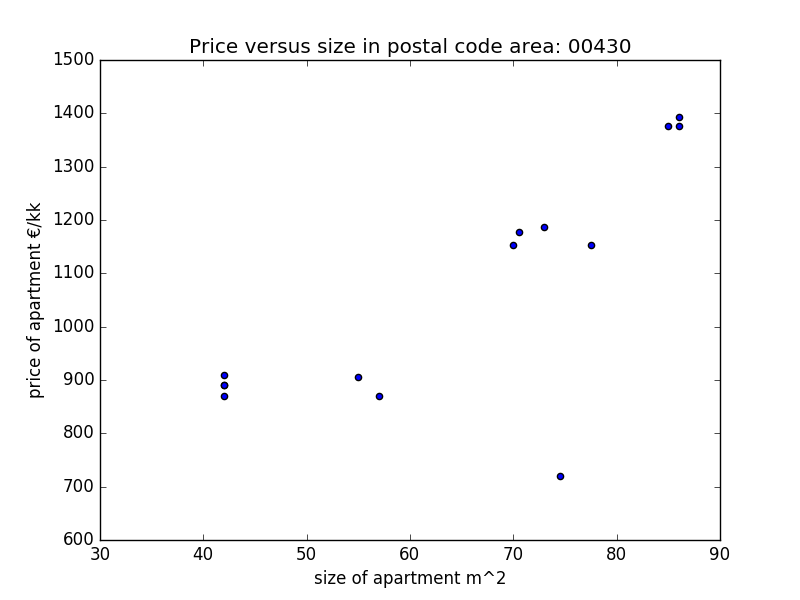 Price versus size in postal code area: 00430
1500
1400
1300
1200
1100
1000
900
800
700
600
price of apartment €/kk
30 40 50 60 70 80 90
size of apartment m^2